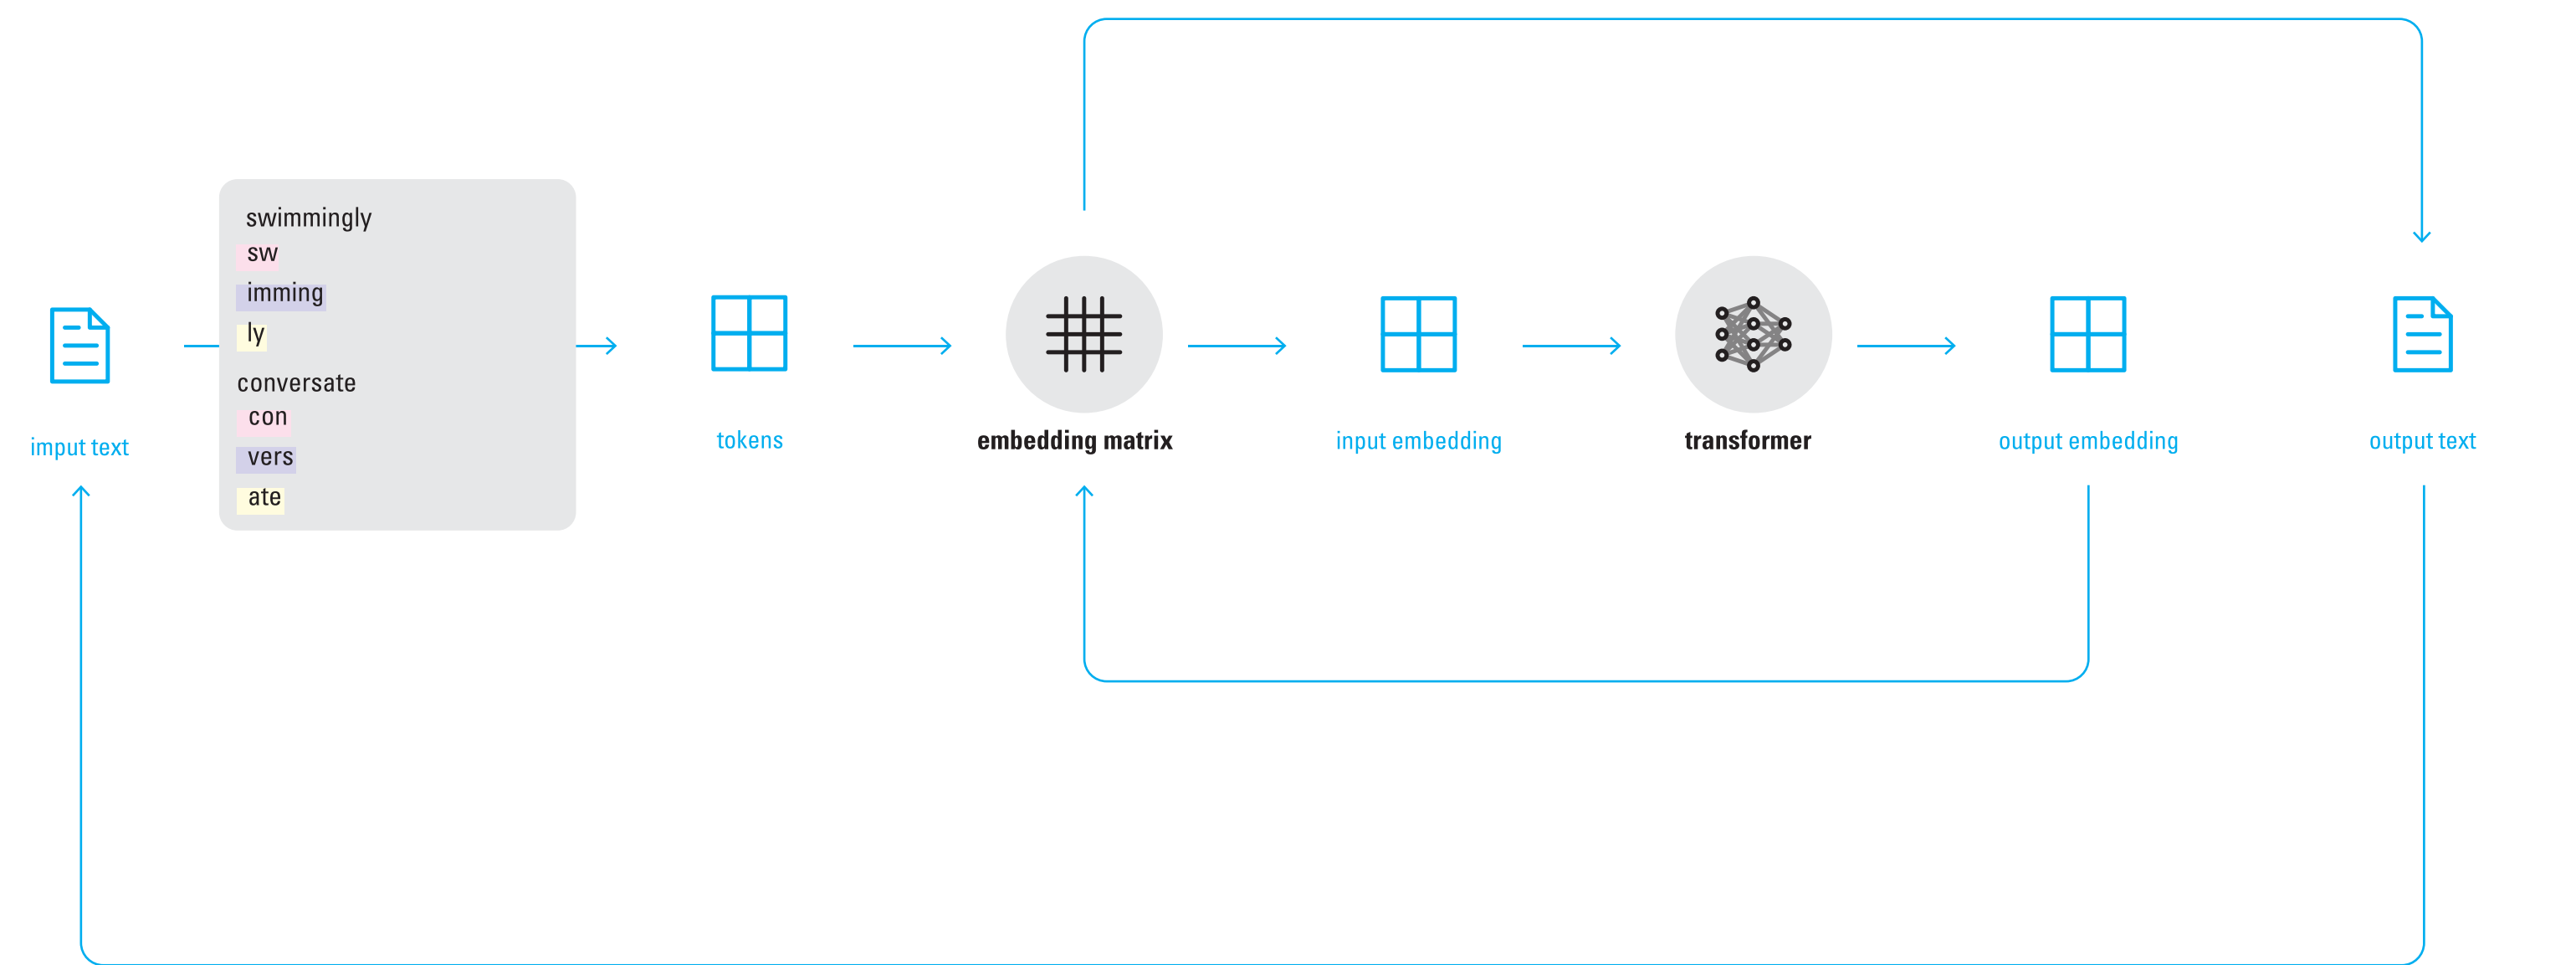 imput text
swimmingly
sw
imming
ly
conversate
con
vers
ate
tokens
embedding matrix
input embedding
transformer
output embedding
output text